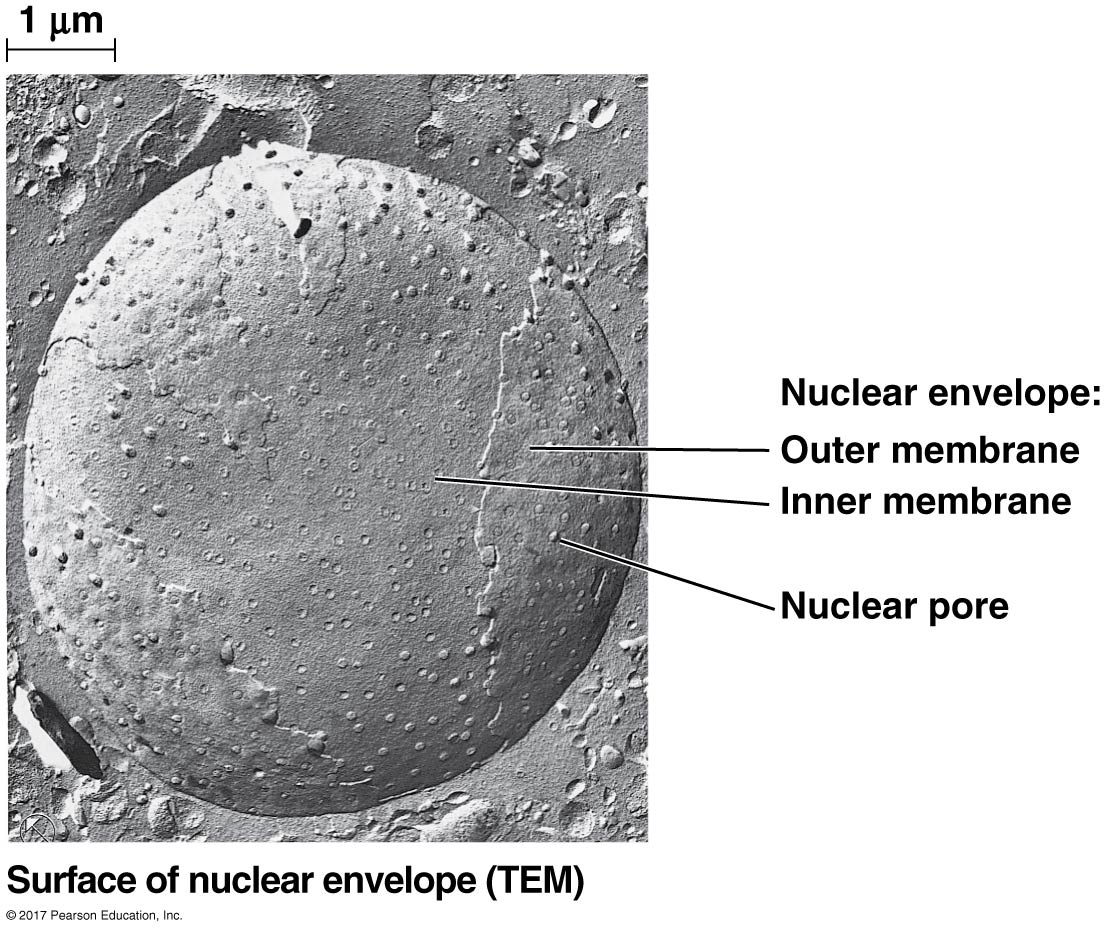 1 μm
Nuclear envelope:
Outer membrane
Inner membrane
Nuclear pore
Surface of nuclear envelope (TEM)
© 2017 Pearson Education, Inc.